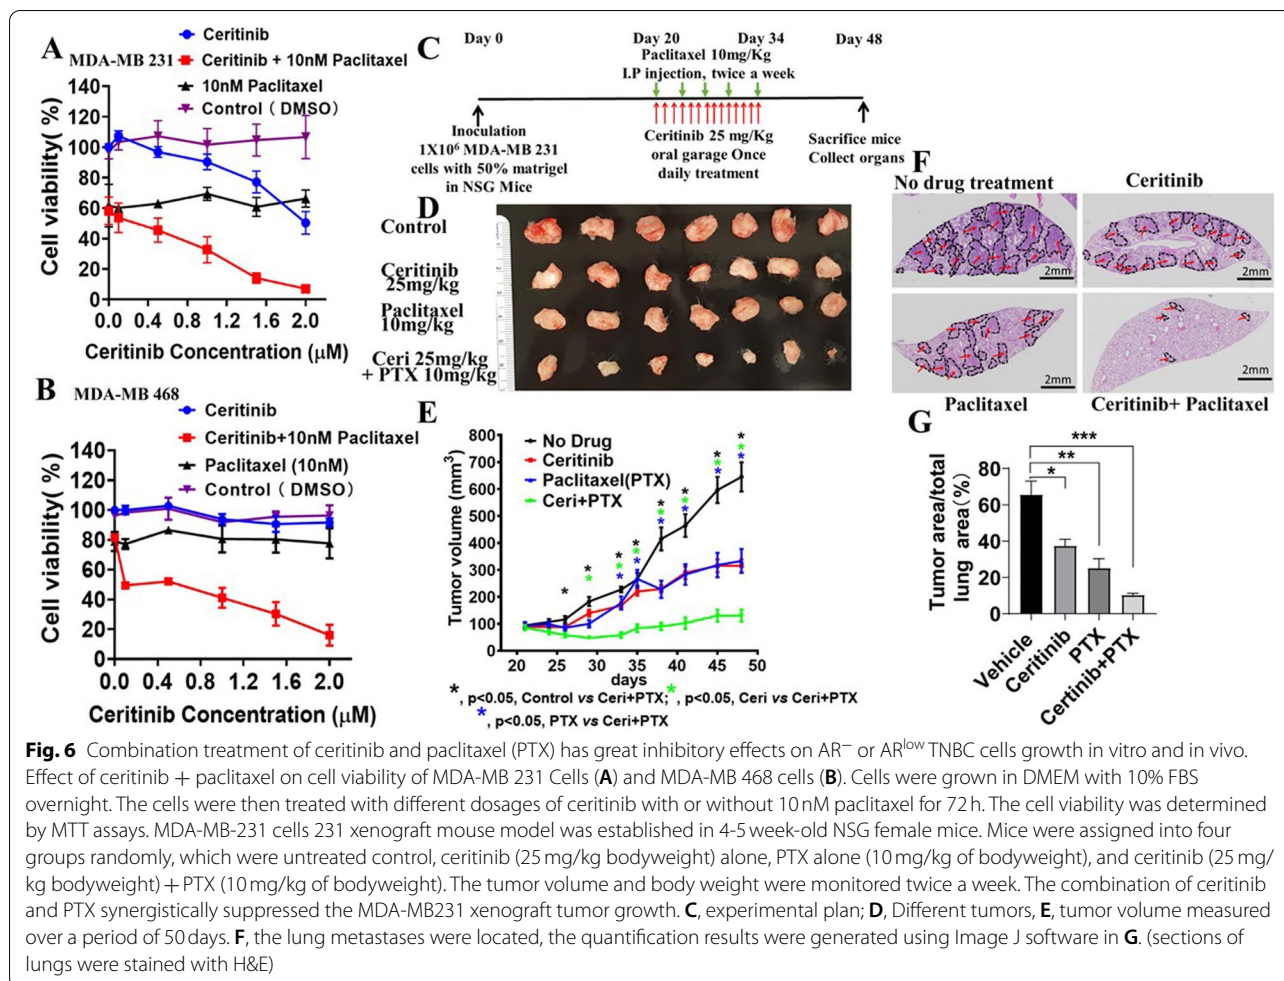 A
MDA-MB 231
Ceritinib
Ceritinib + 10nM Paclitaxel
10nM Paclitaxel
Control ( DMSO)
Cell viability( %)
140
120
100
80
60
40
20
0
0.0 0.4 0.8 1.2 1.6 2.0
Ceritinib Concentration (μM)
B
MDA-MB 468
Ceritinib
Ceritinib+10nM Paclitaxel
Paclitaxel (10nM)
Control ( DMSO)
Cell viability( %)
140
120
100
80
60
40
20
0
0.0 0.4 0.8 1.2 1.6 2.0
Ceritinib Concentration (μM)
C
Day 0 Day 20 Day 34 Day 48
Paclitaxel 10mg/Kg
I.P injection, twice a week
Inoculation
1X10⁶ MDA-MB 231
cells with 50% matrigel
in NSG Mice
Ceritinib 25 mg/Kg
oral garage Once
daily treatment
Sacrifice mice
Collect organs
D
Control
Ceritinib
25mg/kg
Paclitaxel
10mg/kg
Ceri 25mg/kg
+ PTX 10mg/kg
E
No Drug
Ceritinib
Paclitaxel(PTX)
Ceri+PTX
Tumor volume (mm³)
800
700
600
500
400
300
200
100
0
20 25 29 35 40 45 50
days
*, p<0.05, Control vs Ceri+PTX; *, p<0.05, Ceri vs Ceri+PTX
*, p<0.05, PTX vs Ceri+PTX
F
No drug treatment
Ceritinib
2mm
2mm
2mm
2mm
Paclitaxel
Ceritinib+ Paclitaxel
G
***
**
*
Tumor area/total
lung area(%)
80
60
40
20
0
Vehicle
Ceritinib
PTX
Certinib+PTX
Fig. 6 Combination treatment of ceritinib and paclitaxel (PTX) has great inhibitory effects on AR⁻ or ARˡᵒʷ TNBC cells growth in vitro and in vivo.
Effect of ceritinib + paclitaxel on cell viability of MDA-MB 231 Cells (A) and MDA-MB 468 cells (B). Cells were grown in DMEM with 10% FBS
overnight. The cells were then treated with different dosages of ceritinib with or without 10 nM paclitaxel for 72 h. The cell viability was determined
by MTT assays. MDA-MB-231 cells 231 xenograft mouse model was established in 4-5 week-old NSG female mice. Mice were assigned into four
groups randomly, which were untreated control, ceritinib (25 mg/kg bodyweight) alone, PTX alone (10 mg/kg of bodyweight), and ceritinib (25 mg/
kg bodyweight) + PTX (10 mg/kg of bodyweight). The tumor volume and body weight were monitored twice a week. The combination of ceritinib
and PTX synergistically suppressed the MDA-MB231 xenograft tumor growth. C, experimental plan; D, Different tumors, E, tumor volume measured
over a period of 50 days. F, the lung metastases were located, the quantification results were generated using Image J software in G. (sections of
lungs were stained with H&E)